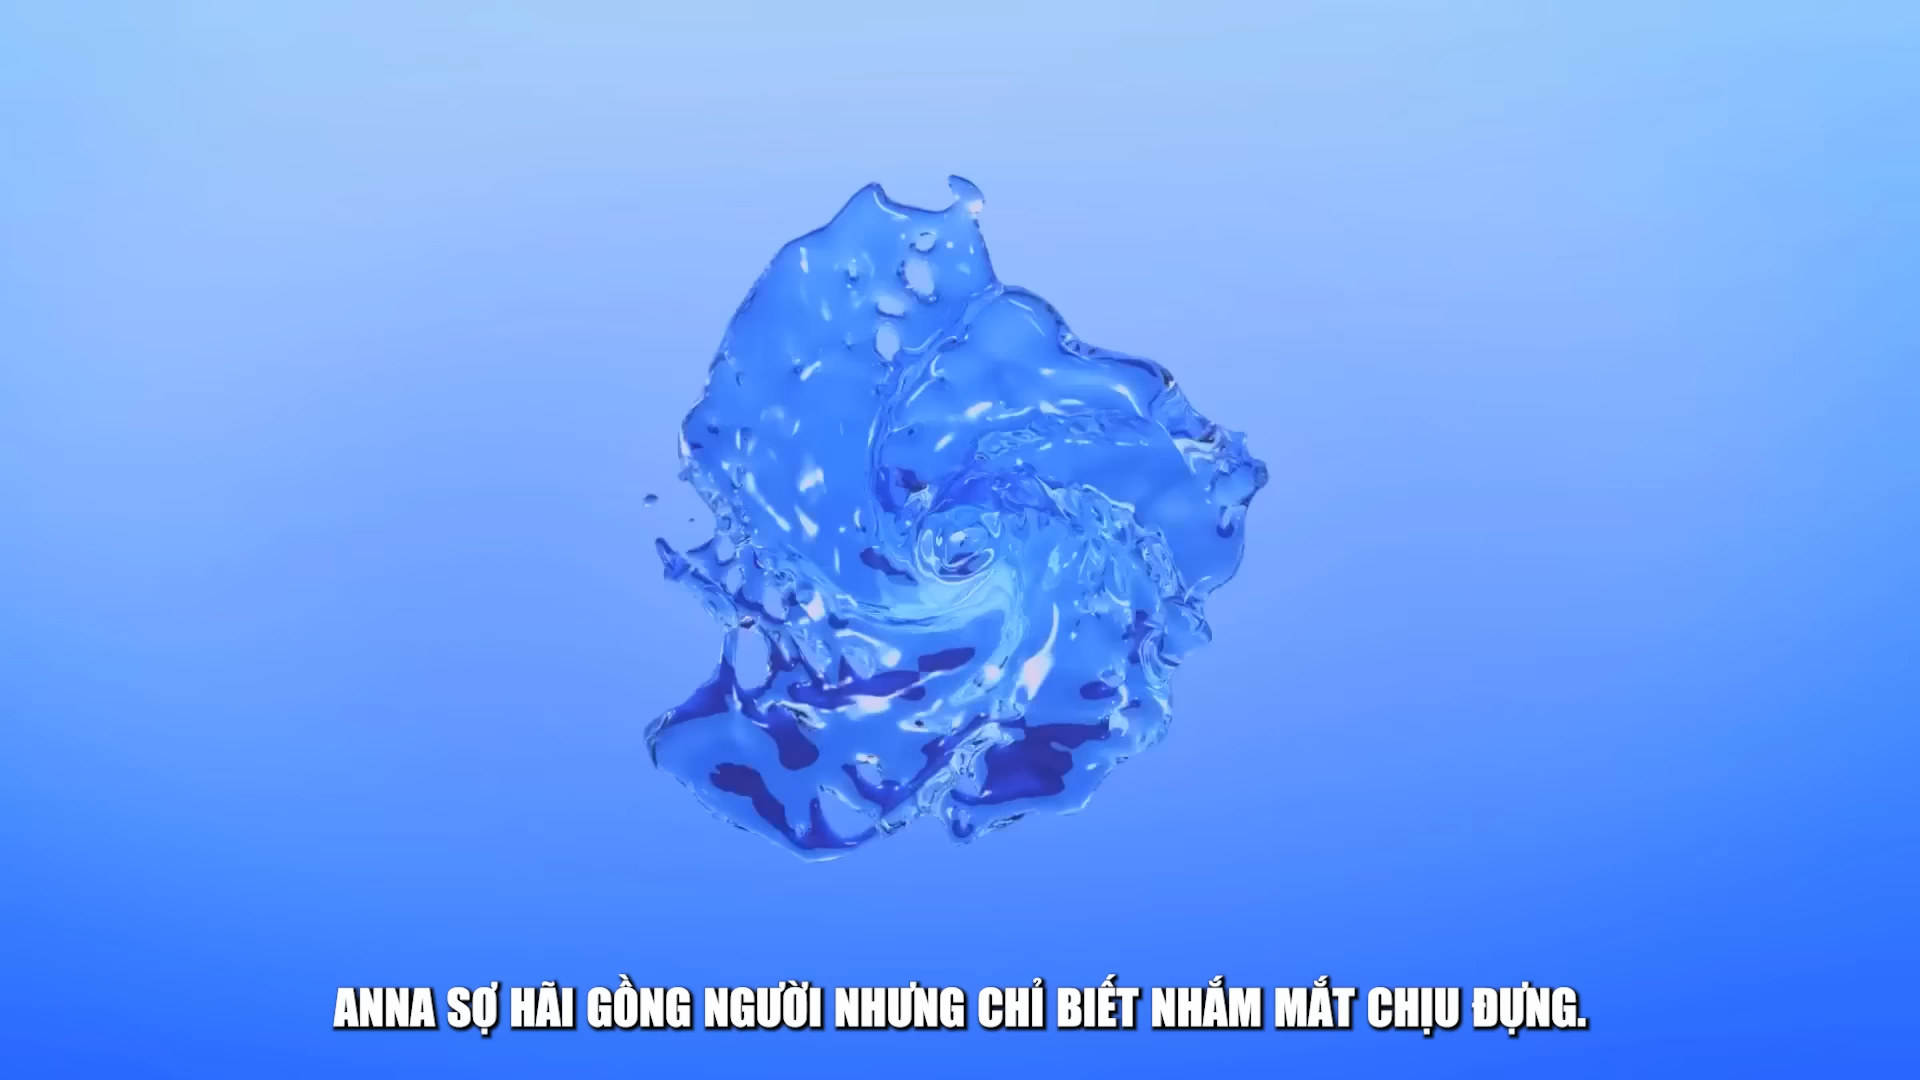 ANNA SỢ HÃI GỒNG NGƯỜI NHƯNG CHỈ BIẾT NHẮM MẮT CHỊU ĐỰNG.